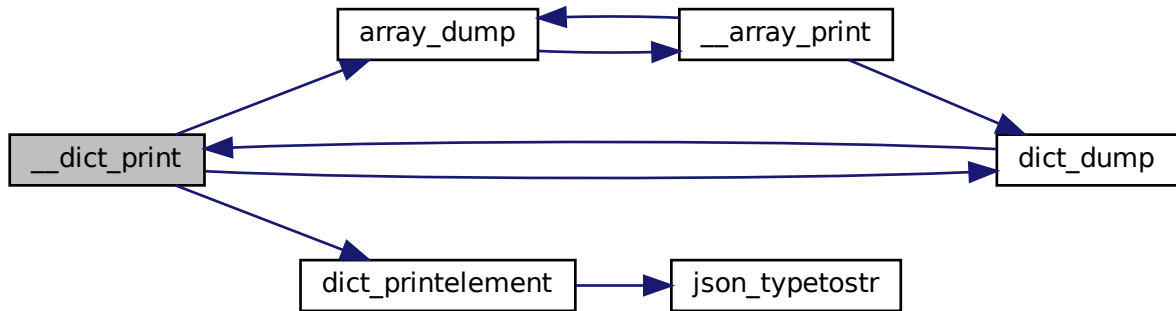 array_dump
__array_print
__dict_print
dict_dump
dict_printelement
json_typetostr